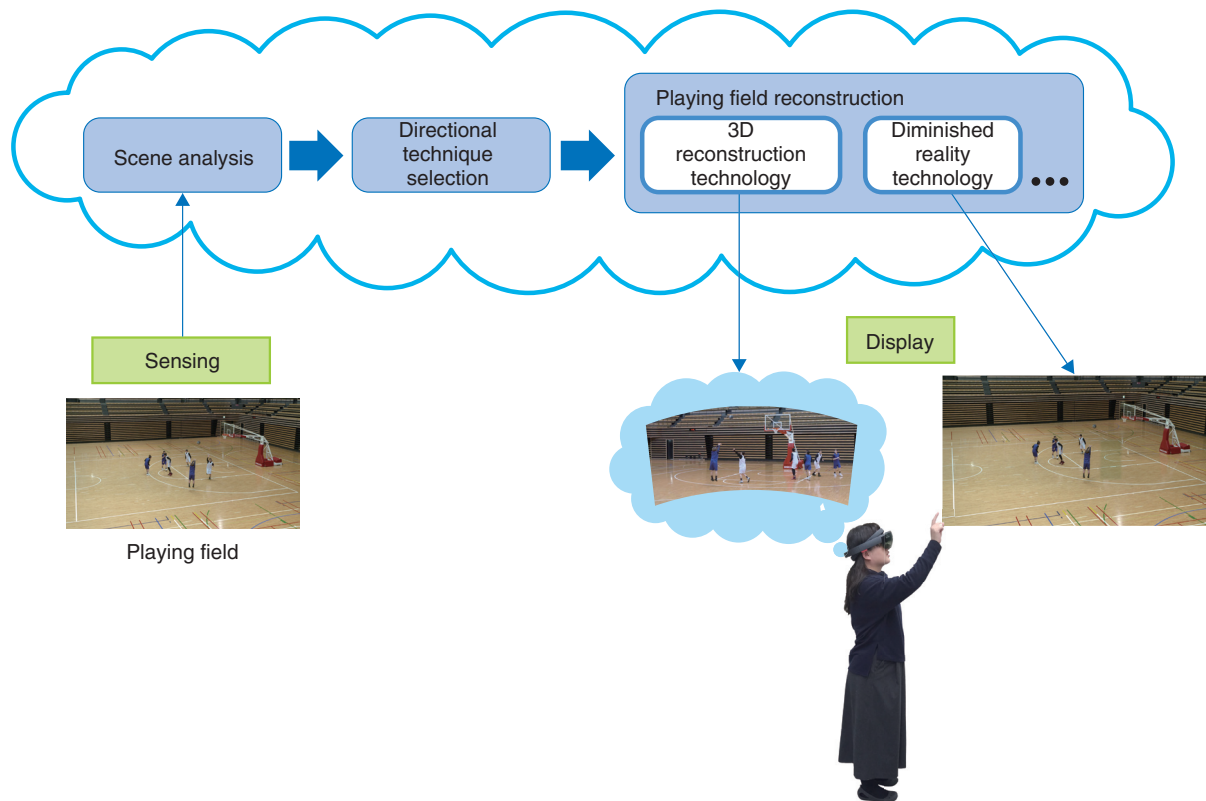 Playing field reconstruction
Scene analysis
Directional
technique
selection
3D
reconstruction
technology
Diminished
reality
technology
•••
Sensing
Display
Playing field